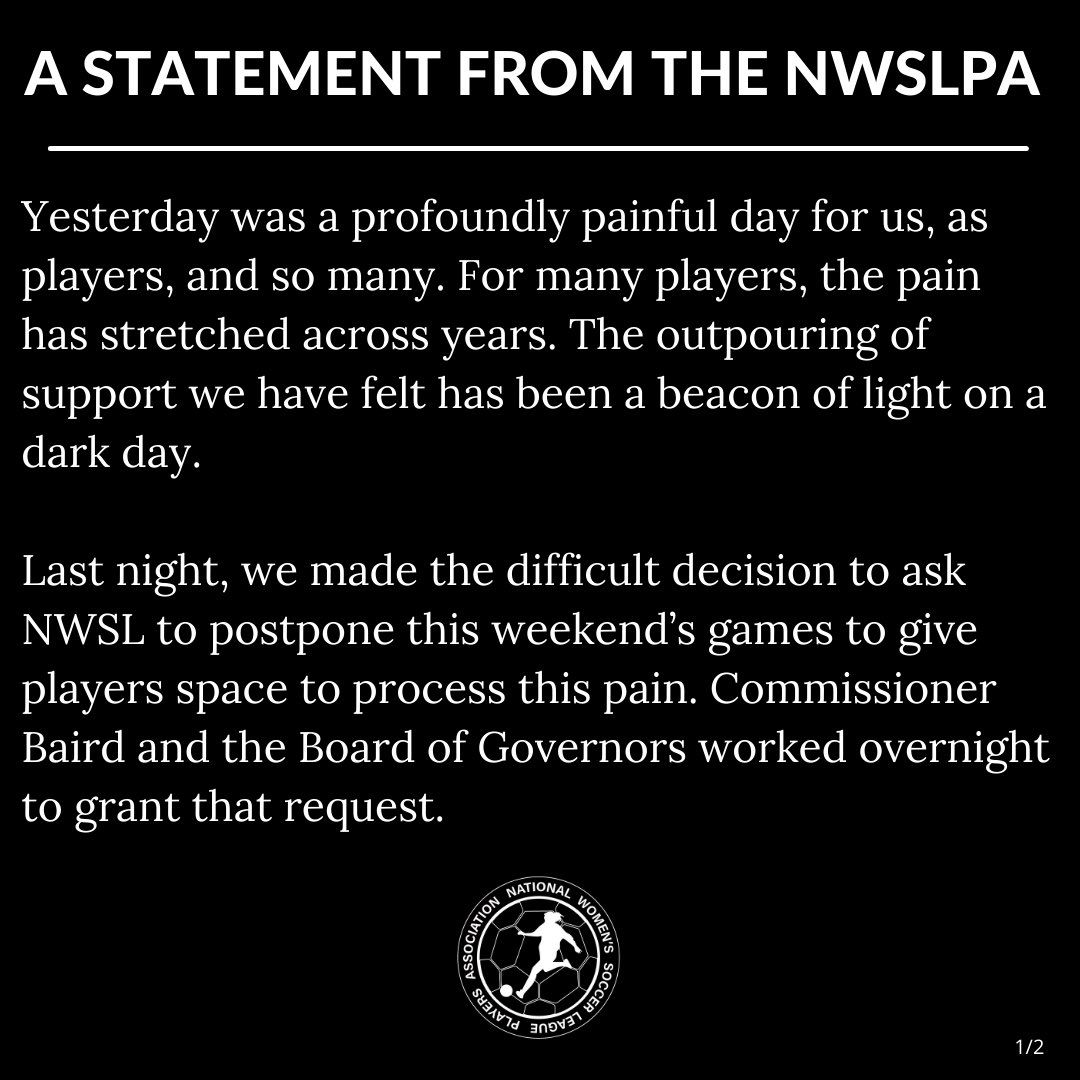 A STATEMENT FROM THE NWSLPA
Yesterday was a profoundly painful day for us, as
players, and so many. For many players, the pain
has stretched across years. The outpouring of
support we have felt has been a beacon of light on a
dark day.
Last night, we made the difficult decision to ask
NWSL to postpone this weekend’s games to give
players space to process this pain. Commissioner
Baird and the Board of Governors worked overnight
to grant that request.
NATIONAL WOMEN'S SOCCER LEAGUE PLAYERS ASSOCIATION
1/2